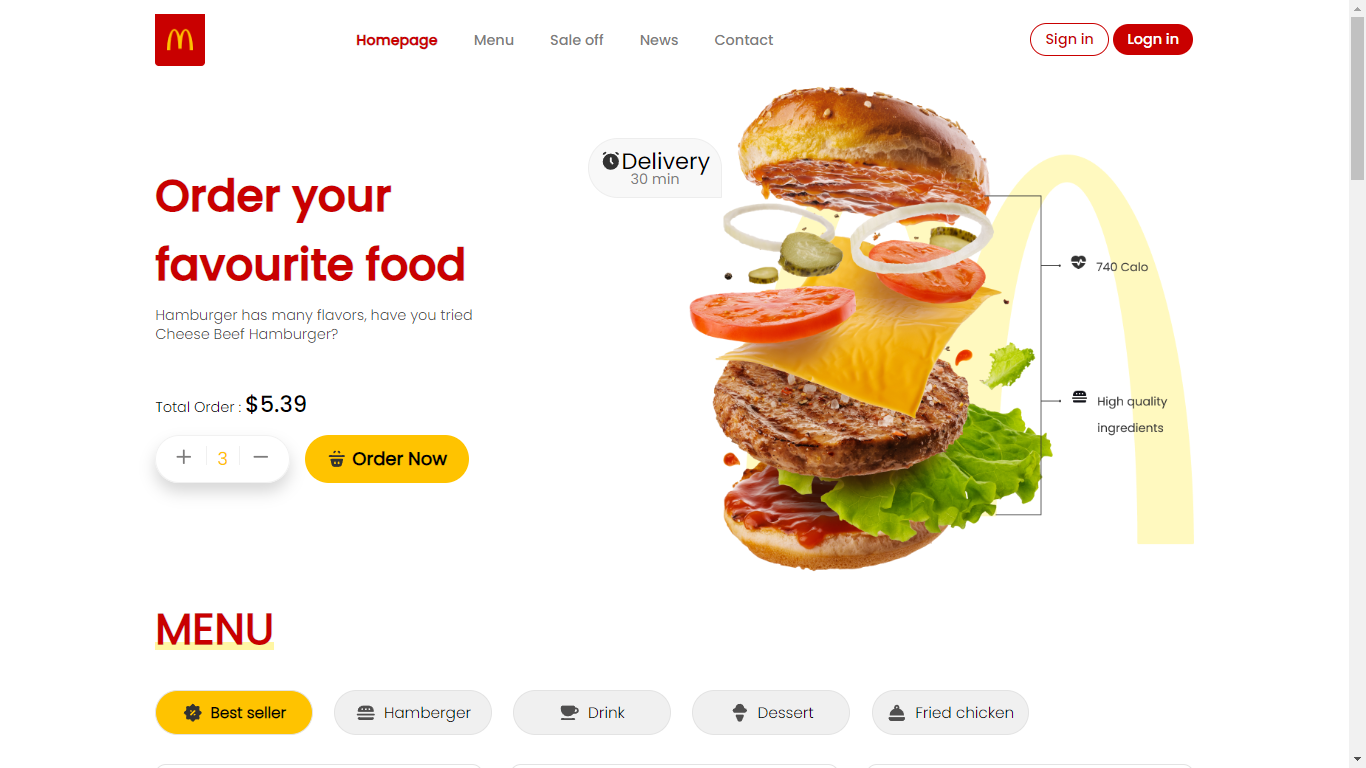 Homepage Menu Sale off News Contact Sign in Logn in
Delivery
30 min
Order your
favourite food
Hamburger has many flavors, have you tried
Cheese Beef Hamburger?
740 Calo
High quality
ingredients
Total Order : $5.39
3
Order Now
MENU
Best seller Hamberger Drink Dessert Fried chicken